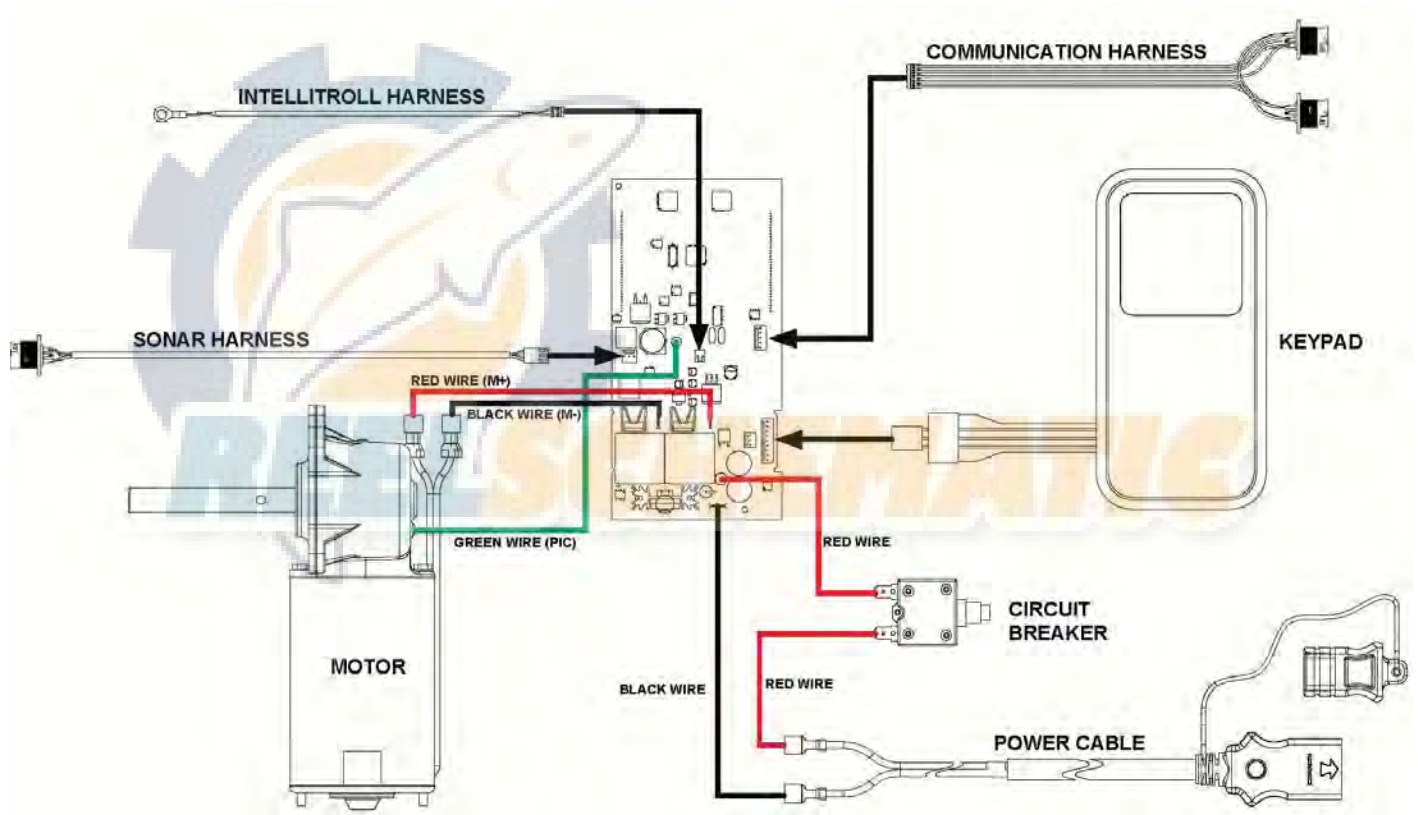 COMMUNICATION HARNESS
INTELLITROLL HARNESS
SONAR HARNESS
KEYPAD
RED WIRE (M+)
BLACK WIRE (M-)
REELSCHEMATIC
GREEN WIRE (PIC)
RED WIRE
CIRCUIT
BREAKER
MOTOR
BLACK WIRE
RED WIRE
POWER CABLE